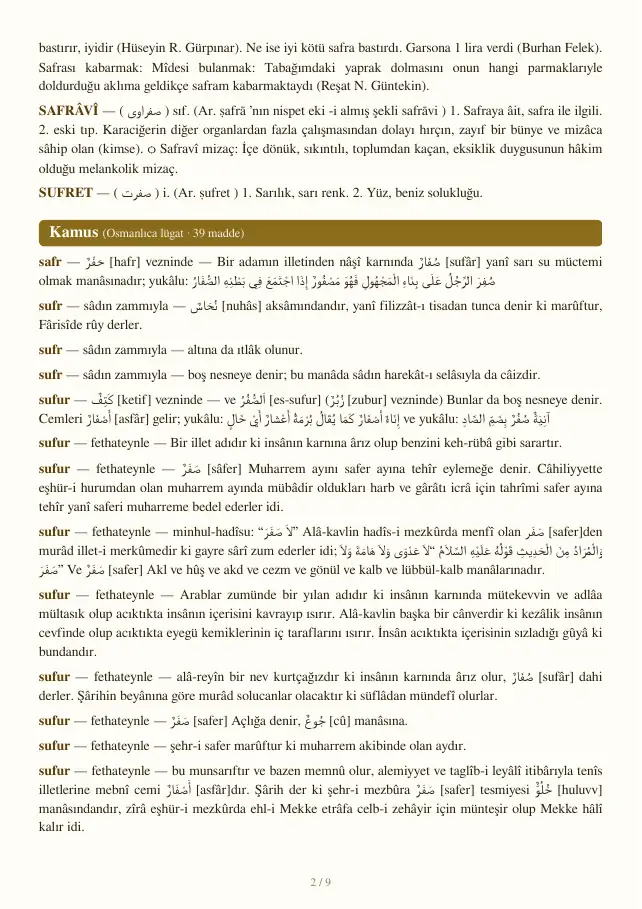 bastırır, iyidir (Hüseyin R. Gürpınar). Ne ise iyi kötü safra bastırdı. Garsona 1 lira verdi (Burhan Felek).
Safrası kabarmak: Mîdesi bulanmak: Tabağımdaki yaprak dolmasını onun hangi parmaklarıyle
doldurduğu aklıma geldikçe safram kabarmaktaydı (Reşat N. Güntekin).
SAFRÂVÎ — ( صفراوى ) sıf. (Ar. ṣafrā ’nın nispet eki -i almış şekli safrāvі ) 1. Safraya âit, safra ile ilgili.
2. eski tıp. Karaciğerin diğer organlardan fazla çalışmasından dolayı hırçın, zayıf bir bünye ve mizâca
sâhip olan (kimse). ѻ Safravî mizaç: İçe dönük, sıkıntılı, toplumdan kaçan, eksiklik duygusunun hâkim
olduğu melankolik mizaç.
SUFRET — ( صفرت ) i. (Ar. ṣufret ) 1. Sarılık, sarı renk. 2. Yüz, beniz solukluğu.
Kamus (Osmanlıca lügat · 39 madde)
safr — حَفْرٌ [hafr] vezninde — Bir adamın illetinden nâşî karnında صُفَارٌ [sufâr] yanî sarı su müctemi
olmak manâsınadır; yukâlu: صُفِرَ الرَّجُلُ عَلَى بِنَاءِ الْمَجْهُولِ فَهُوَ مَصْفُورٌ إِذَا اجْتَمَعَ فِي بَطْنِهِ الصُّفَارُ
sufr — sâdın zammıyla — نُحَاسٌ [nuhâs] aksâmındandır, yanî filizzât-ı tisadan tunca denir ki marûftur,
Fârisîde rûy derler.
sufr — sâdın zammıyla — altına da ıtlâk olunur.
sufr — sâdın zammıyla — boş nesneye denir; bu manâda sâdın harekât-ı selâsıyla da câizdir.
sufur — كَتِفٌ [ketif] vezninde — ve اَلصُّفُرُ [es-sufur] (زُبُرٌ [zubur] vezninde) Bunlar da boş nesneye denir.
Cemleri أَصْفَارٌ [asfâr] gelir; yukâlu: إِنَاءٌ أَصْفَارٌ كَمَا يُقَالُ بُرْمَةٌ أَعْشَارٌ أَيْ خَالٍ ve yukâlu: آنِيَةٌ صُفْرٌ بِضَمِّ الصَّادِ
sufur — fethateynle — Bir illet adıdır ki insânın karnına ârız olup benzini keh-rübâ gibi sarartır.
sufur — fethateynle — صَفَرٌ [sâfer] Muharrem ayını safer ayına tehîr eylemeğe denir. Câhiliyyette
eşhür-i hurumdan olan muharrem ayında mübâdir oldukları harb ve gârâtı icrâ için tahrîmi safer ayına
tehîr yanî saferi muharreme bedel ederler idi.
sufur — fethateynle — minhul-hadîsu: “لاَ صَفَرَ” Alâ-kavlin hadîs-i mezkûrda menfî olan صَفَر [safer]den
murâd illet-i merkûmedir ki gayre sârî zum ederler idi; وَالْمُرَادُ مِنَ الْحَدِيثِ قَوْلُهُ عَلَيْهِ السَّلاَمُ “لاَ عَدْوَى وَلاَ هَامَةَ وَلاَ
صَفَرَ” Ve صَفَرٌ [safer] Akl ve hûş ve akd ve cezm ve gönül ve kalb ve lübbül-kalb manâlarınadır.
sufur — fethateynle — Arablar zumünde bir yılan adıdır ki insânın karnında mütekevvin ve adlâa
mültasık olup acıktıkta insânın içerisini kavrayıp ısırır. Alâ-kavlin başka bir cânverdir ki kezâlik insânın
cevfinde olup acıktıkta eyegü kemiklerinin iç taraflarını ısırır. İnsân acıktıkta içerisinin sızladığı gûyâ ki
bundandır.
sufur — fethateynle — alâ-reyîn bir nev kurtçağızdır ki insânın karnında ârız olur, صُفَارٌ [sufâr] dahi
derler. Şârihin beyânına göre murâd solucanlar olacaktır ki süflâdan mündefî olurlar.
sufur — fethateynle — صَفَرٌ [safer] Açlığa denir, جُوعٌ [cû] manâsına.
sufur — fethateynle — şehr-i safer marûftur ki muharrem akibinde olan aydır.
sufur — fethateynle — bu munsarıftır ve bazen memnû olur, alemiyyet ve taglîb-i leyâlî itibârıyla tenîs
illetlerine mebnî cemi أَصْفَارٌ [asfâr]dır. Şârih der ki şehr-i mezbûra صَفَرٌ [safer] tesmiyesi خُلُوٌّ [huluvv]
manâsındandır, zîrâ eşhür-i mezkûrda ehl-i Mekke etrâfa celb-i zehâyir için münteşir olup Mekke hâlî
kalır idi.
2 / 9